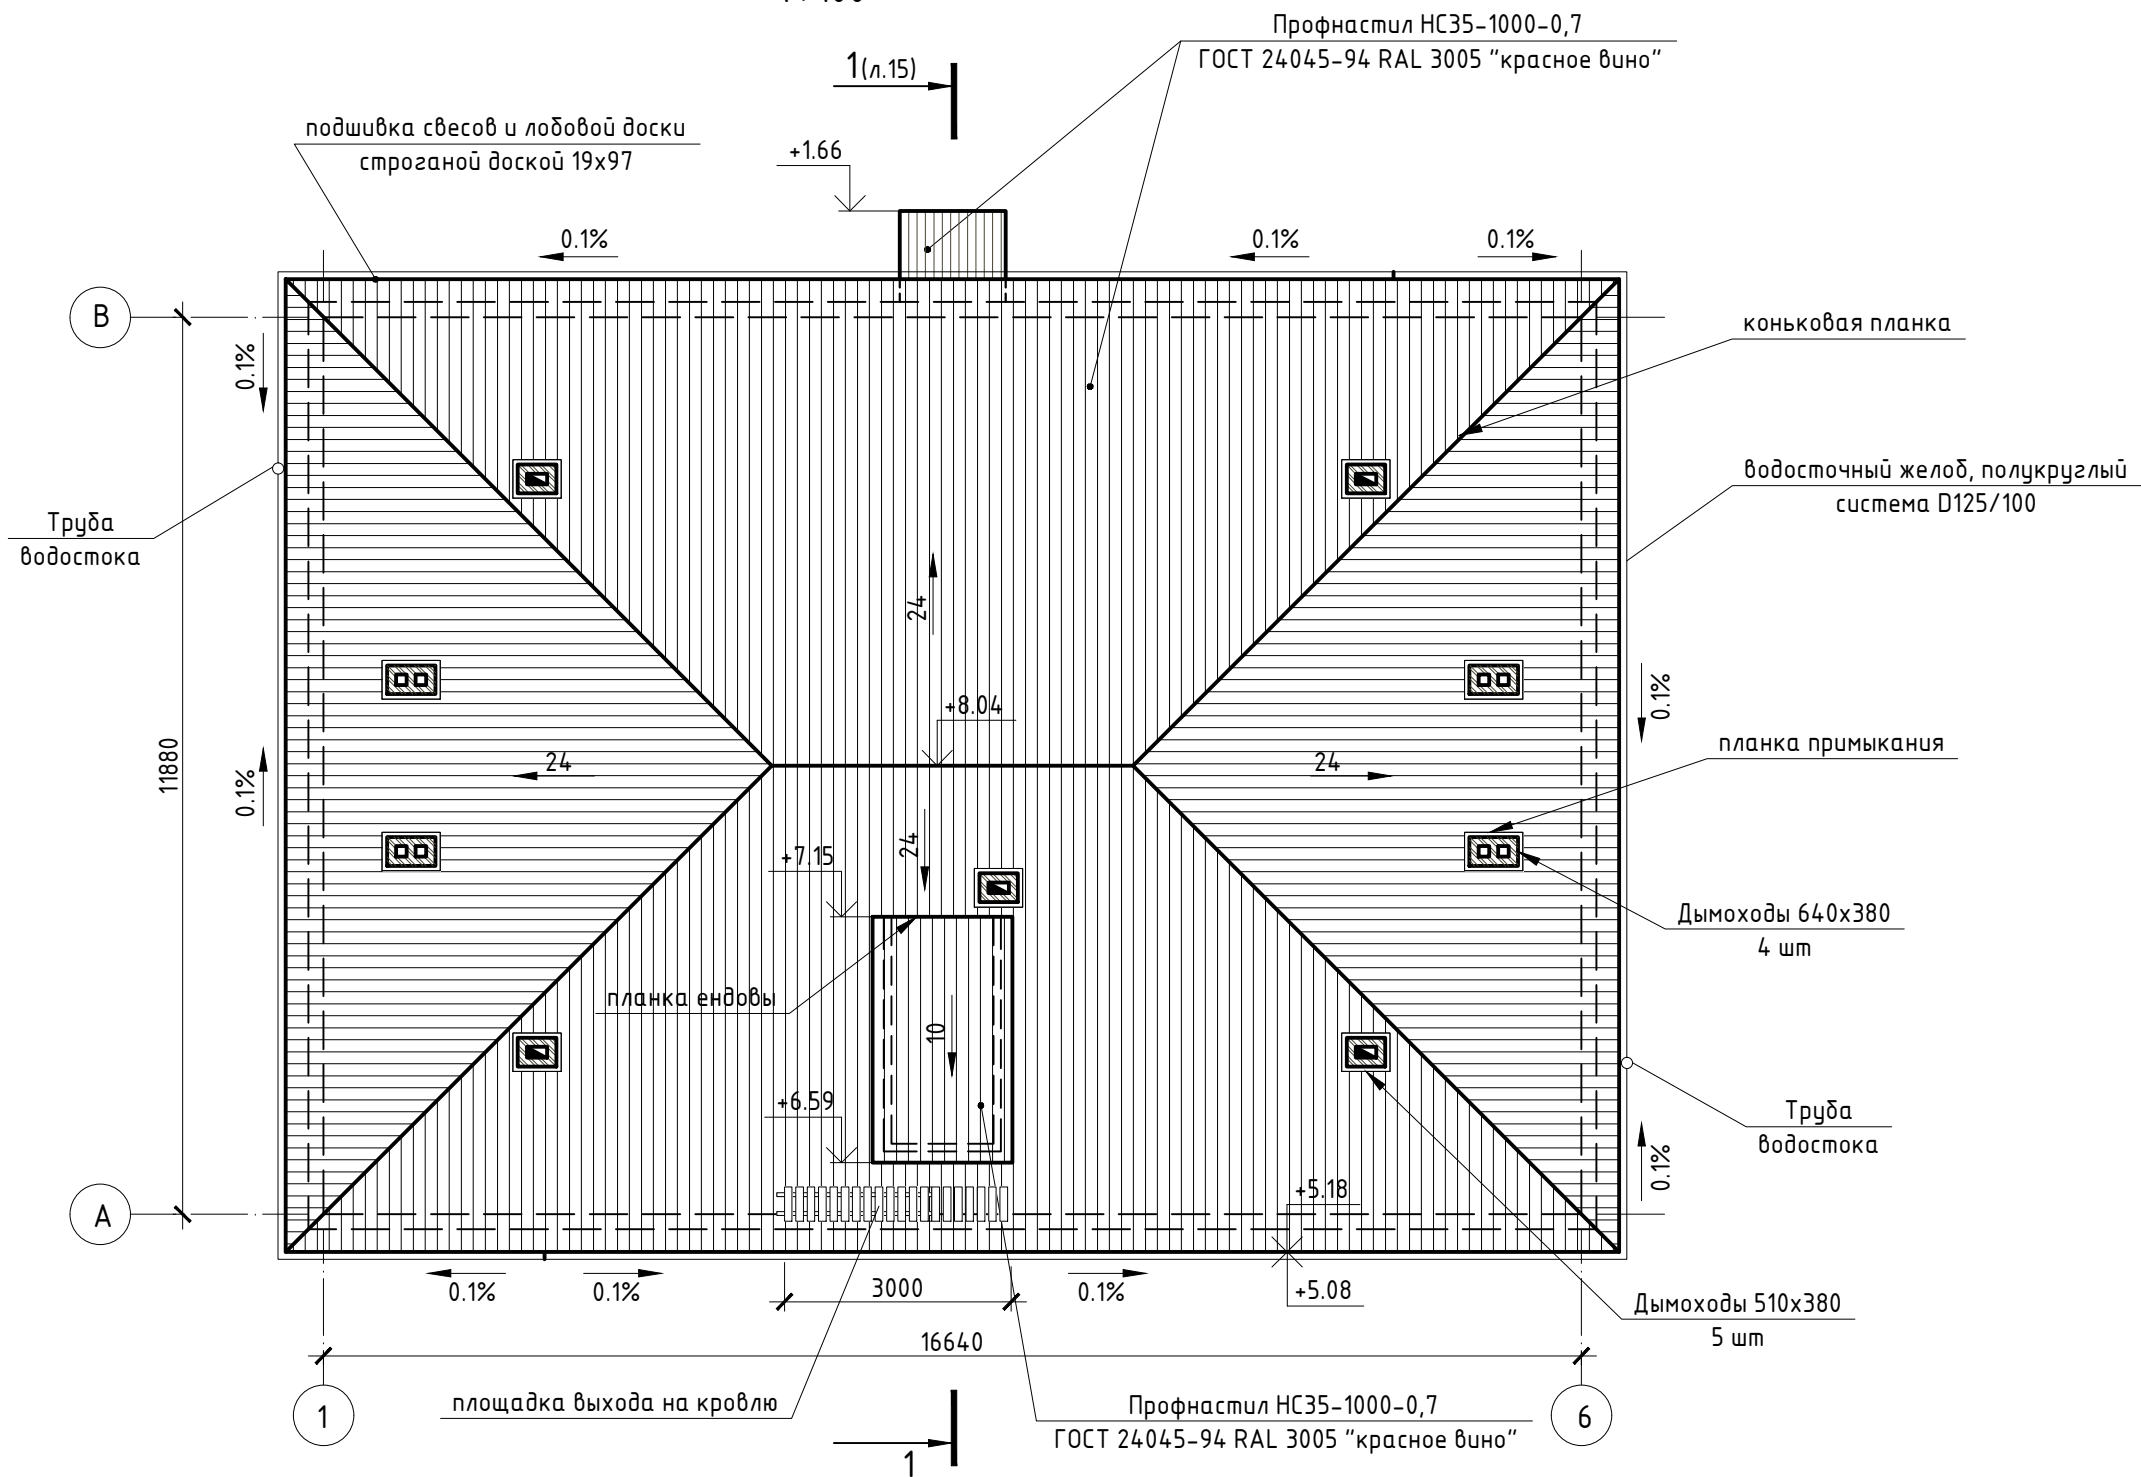 Профнастил НС35-1000-0,7
ГОСТ 24045-94 RAL 3005 "красное вино"
1(л.15)
подшивка свесов и лобовой доски
строганой доской 19х97
+1.66
0.1%
0.1%
0.1%
В
0.1%
коньковая планка
водосточный желоб, полукруглый
система D125/100
Труба
водостока
24
0.1%
+8.04
24
24
планка примыкания
11880
0.1%
24
+7.15
Дымоходы 640х380
4 шт
планка ендовы
10
+6.59
Труба
водостока
0.1%
А
+5.18
0.1%
0.1%
3000
0.1%
+5.08
Дымоходы 510х380
5 шт
16640
площадка выхода на кровлю
Профнастил НС35-1000-0,7
ГОСТ 24045-94 RAL 3005 "красное вино"
1
6
1